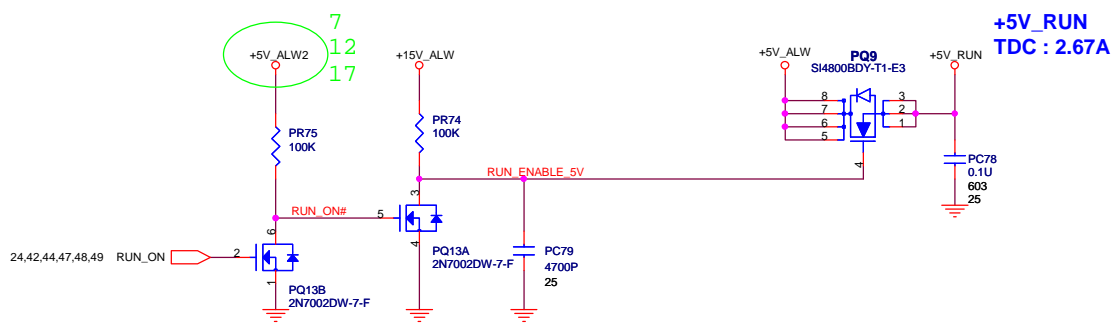 7
12
17
+5V_ALW2
+15V_ALW
+5V_ALW
PQ9
SI4800BDY-T1-E3
+5V_RUN
+5V_RUN
TDC : 2.67A
8
7
6
5
3
2
1
4
PR75
100K
PR74
100K
PC78
0.1U
603
25
RUN_ENABLE_5V
RUN_ON#
3
5
4
PQ13A
2N7002DW-7-F
PC79
4700P
25
24,42,44,47,48,49 RUN_ON
6
2
1
PQ13B
2N7002DW-7-F